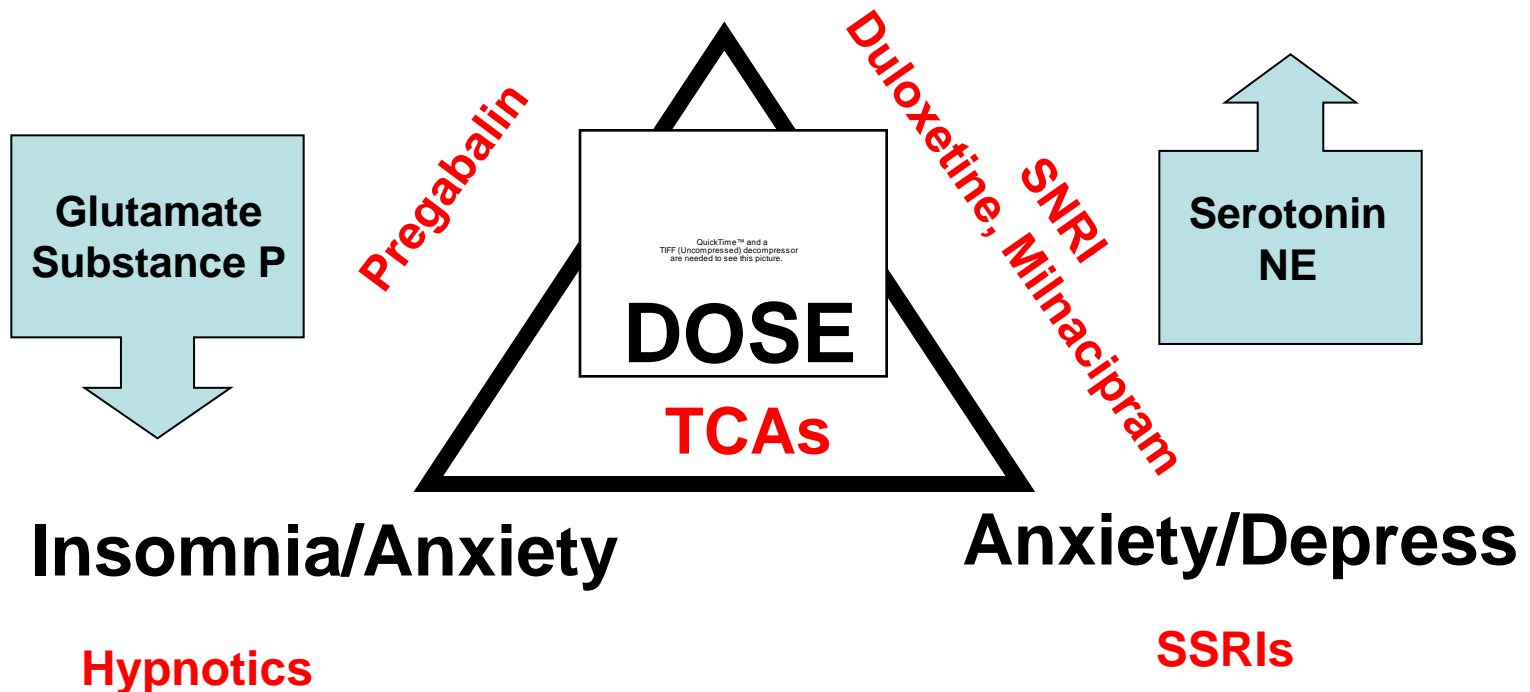 Glutamate
Substance P
Pregabalin
QuickTime™ and a
TIFF (Uncompressed) decompressor
are needed to see this picture.
DOSE
TCAs
SNRI
Duloxetine, Milnacipram
Serotonin
NE
Insomnia/Anxiety
Anxiety/Depress
Hypnotics
SSRIs